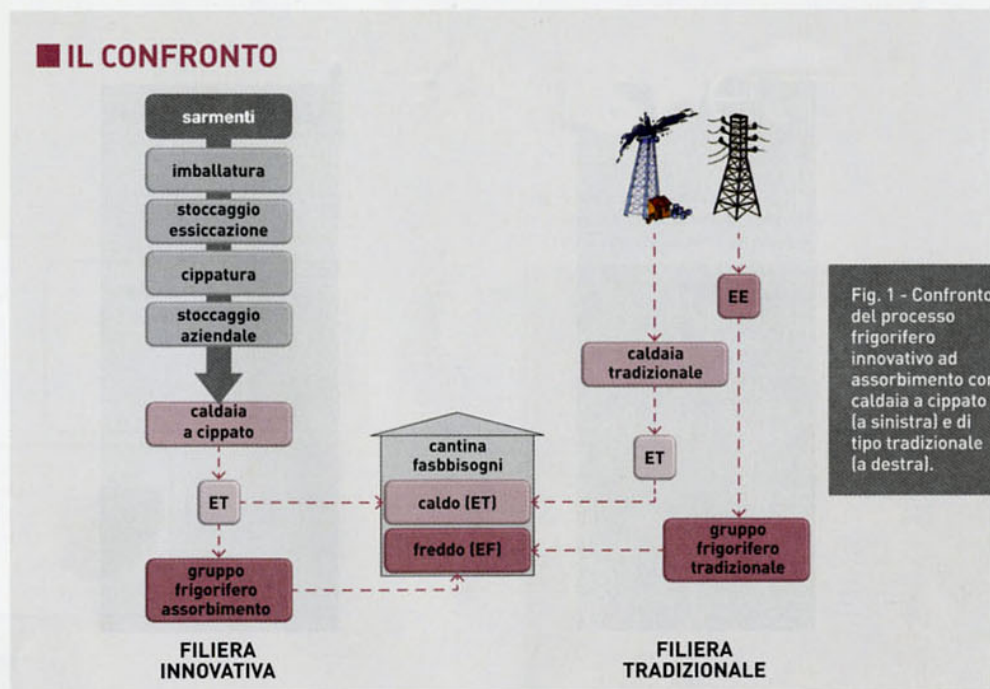 IL CONFRONTO
sarmenti
imballatura
stoccaggio
essiccazione
cippatura
stoccaggio
aziendale
caldaia
a cippato
ET
gruppo
frigorifero
assorbimento
FILIERA
INNOVATIVA
cantina
fasbbisogni
caldo (ET)
freddo (EF)
EE
caldaia
tradizionale
ET
gruppo
frigorifero
tradizionale
FILIERA
TRADIZIONALE
Fig. 1 - Confronto
del processo
frigorifero
innovativo ad
assorbimento con
caldaia a cippato
(a sinistra) e di
tipo tradizionale
(a destra).